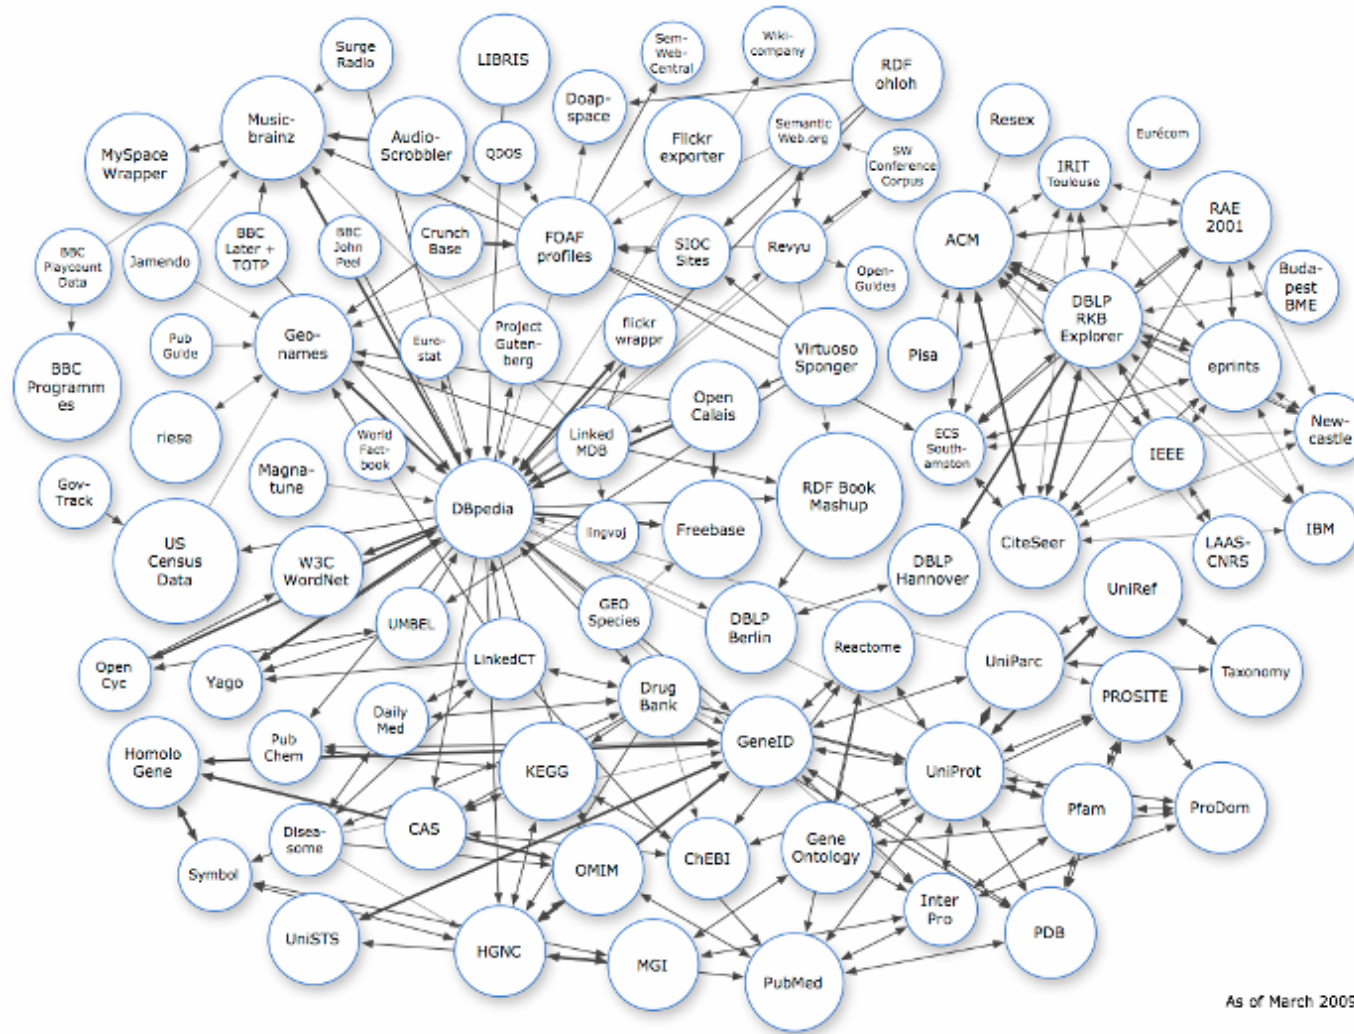 Surge
Radio
LIBRIS
Sem-
Web-
Central
Wiki-
company
RDF
ohloh
Doap-
space
Music-
brainz
Audio-
Scrobbler
QDOS
Flickr
exporter
Semantic
Web.org
SW
Conference
Corpus
Resex
Eurécom
MySpace
Wrapper
IRIT
Toulouse
RAE
2001
ACM
BBC
Playcount
Data
Jamendo
BBC
Later +
TOTP
BBC
John
Peel
Crunch
Base
FOAF
profiles
SIOC
Sites
Revyu
Open-
Guides
DBLP
RKB
Explorer
Buda-
pest
BME
Pub
Guide
Geo-
names
Euro-
stat
Project
Guten-
berg
flickr
wrappr
Virtuoso
Sponger
Pisa
eprints
BBC
Programm
es
riese
World
Fact-
book
Linked
MDB
Open
Calais
ECS
South-
ampton
IEEE
New-
castle
Gov-
Track
Magna-
tune
DBpedia
RDF Book
Mashup
lingvoj
Freebase
CiteSeer
LAAS-
CNRS
IBM
US
Census
Data
W3C
WordNet
DBLP
Hannover
UniRef
UMBEL
GEO
Species
DBLP
Berlin
Reactome
UniParc
Taxonomy
Open
Cyc
Yago
LinkedCT
Drug
Bank
PROSITE
Daily
Med
Pub
Chem
Homolo
Gene
KEGG
GeneID
UniProt
Pfam
ProDom
Disea-
some
CAS
Symbol
OMIM
ChEBI
Gene
Ontology
Inter
Pro
UniSTS
HGNC
MGI
PubMed
PDB
As of March 2009